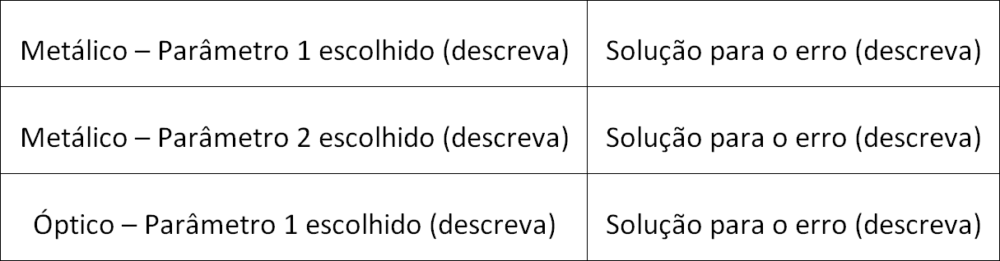 Metálico – Parâmetro 1 escolhido (descreva) Solução para o erro (descreva)
Metálico – Parâmetro 2 escolhido (descreva) Solução para o erro (descreva)
Óptico – Parâmetro 1 escolhido (descreva) Solução para o erro (descreva)